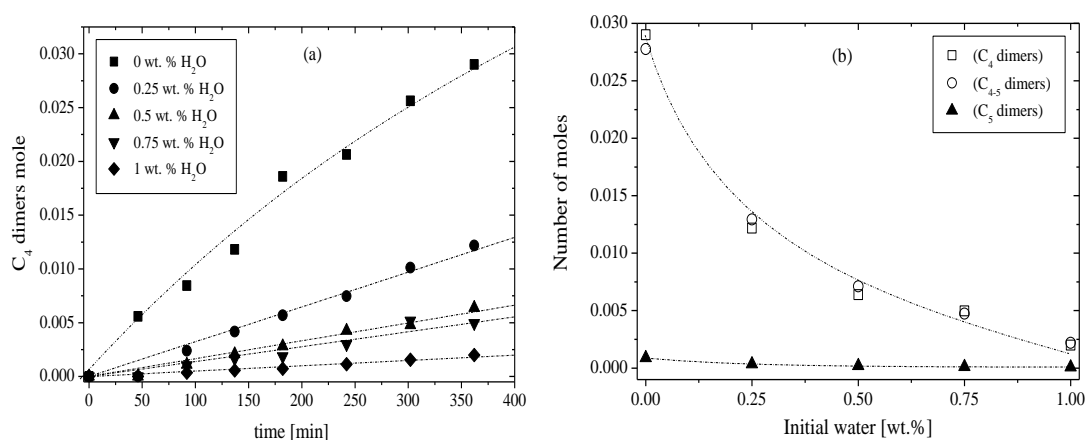 (a)
0 wt. % H₂O
0.25 wt. % H₂O
0.5 wt. % H₂O
0.75 wt. % H₂O
1 wt. % H₂O
C₄ dimers mole
0.030
0.025
0.020
0.015
0.010
0.005
0.000
0 50 100 150 200 250 300 350 400
time [min]
(b)
(C₄ dimers)
(C₄₋₅ dimers)
(C₅ dimers)
Number of moles
0.030
0.025
0.020
0.015
0.010
0.005
0.000
0.00 0.25 0.50 0.75 1.00
Initial water [wt.%]